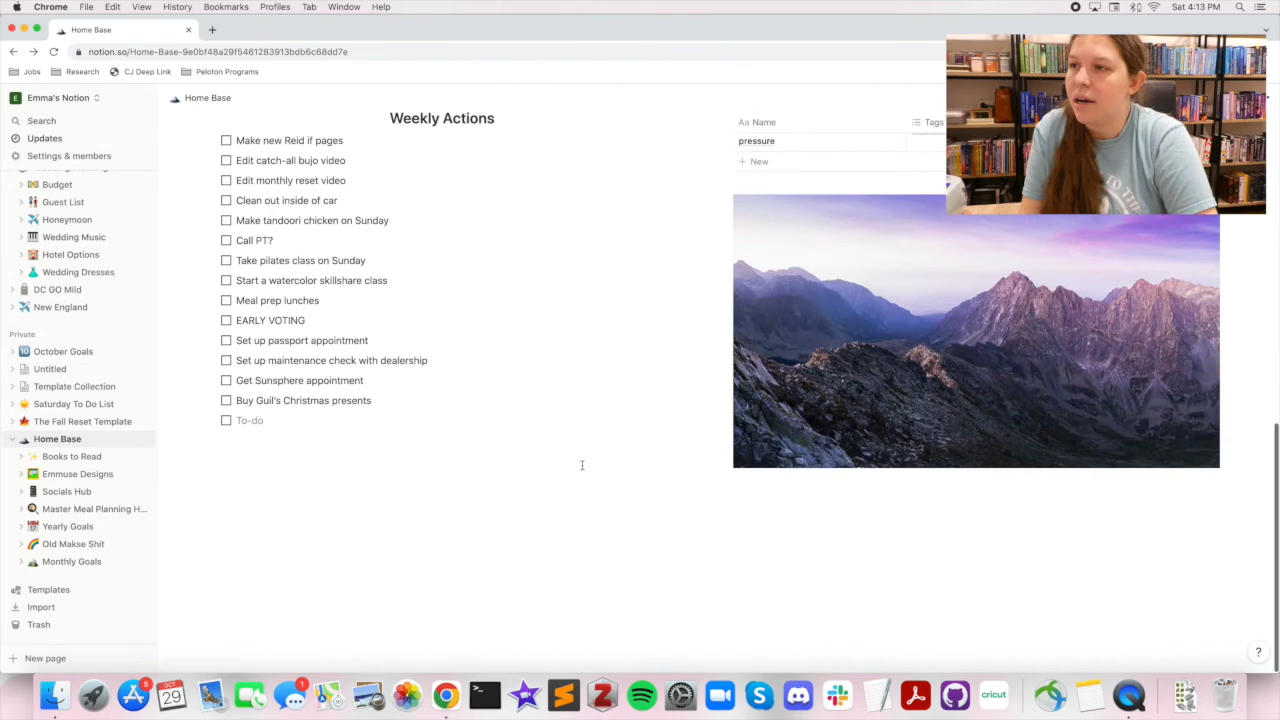 Chrome File Edit View History Bookmarks Profiles Tab Window Help Sat 4:13 PM
Home Base
notion.so/Home-Base-9e0bf48a29f5461283913bdb6c68dd7e
Jobs Research CJ Deep Link Peloton Programs
E Emma's Notion
Search
Updates
Settings & members
Budget
Guest List
Honeymoon
Wedding Music
Hotel Options
Wedding Dresses
DC GO Mild
New England
Private
10 October Goals
Untitled
Template Collection
Saturday To Do List
The Fall Reset Template
Home Base
Books to Read
Emmuse Designs
Socials Hub
Master Meal Planning H...
Yearly Goals
Old Makse Shit
Monthly Goals
Templates
Import
Trash
New page
Home Base
Weekly Actions
Make new Reid if pages
Edit catch-all bujo video
Edit monthly reset video
Clean out inside of car
Make tandoori chicken on Sunday
Call PT?
Take pilates class on Sunday
Start a watercolor skillshare class
Meal prep lunches
EARLY VOTING
Set up passport appointment
Set up maintenance check with dealership
Get Sunsphere appointment
Buy Guil's Christmas presents
To-do
Aa Name Tags
pressure
New
?
5
OCT
29
1
cricut